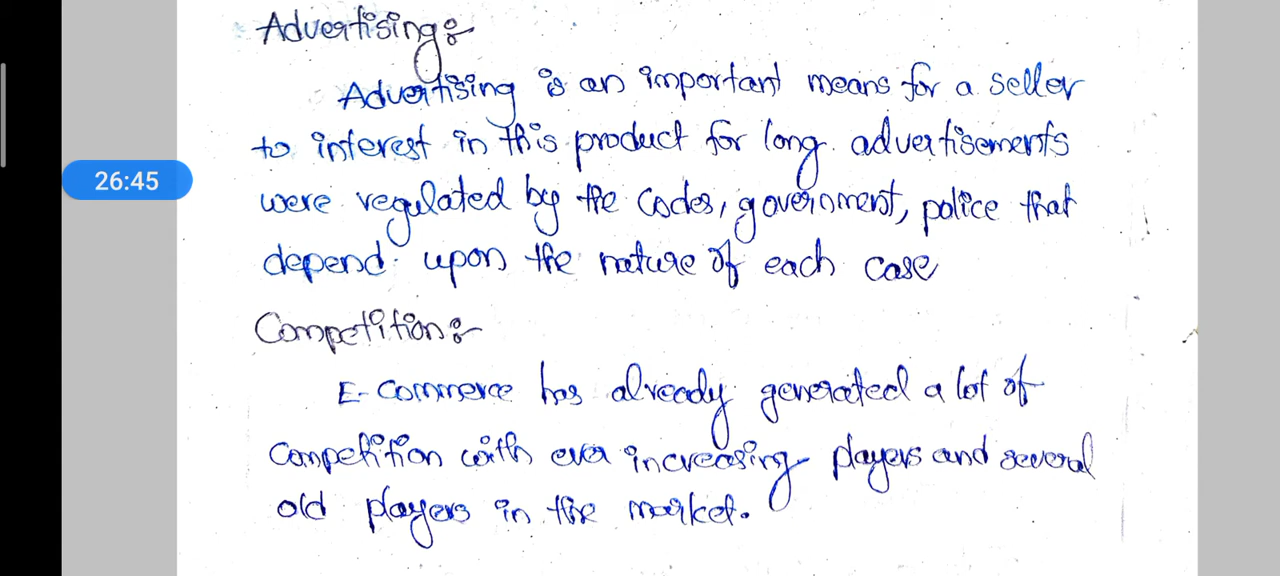 Advertising:-
Advertising is an important means for a seller
to interest in this product for long advertisements
were regulated by the codes, government, police that
26:45
depend upon the nature of each case
Competition:-
E-commerce has already generated a lot of
competition with ever increasing players and several
old players in the market.